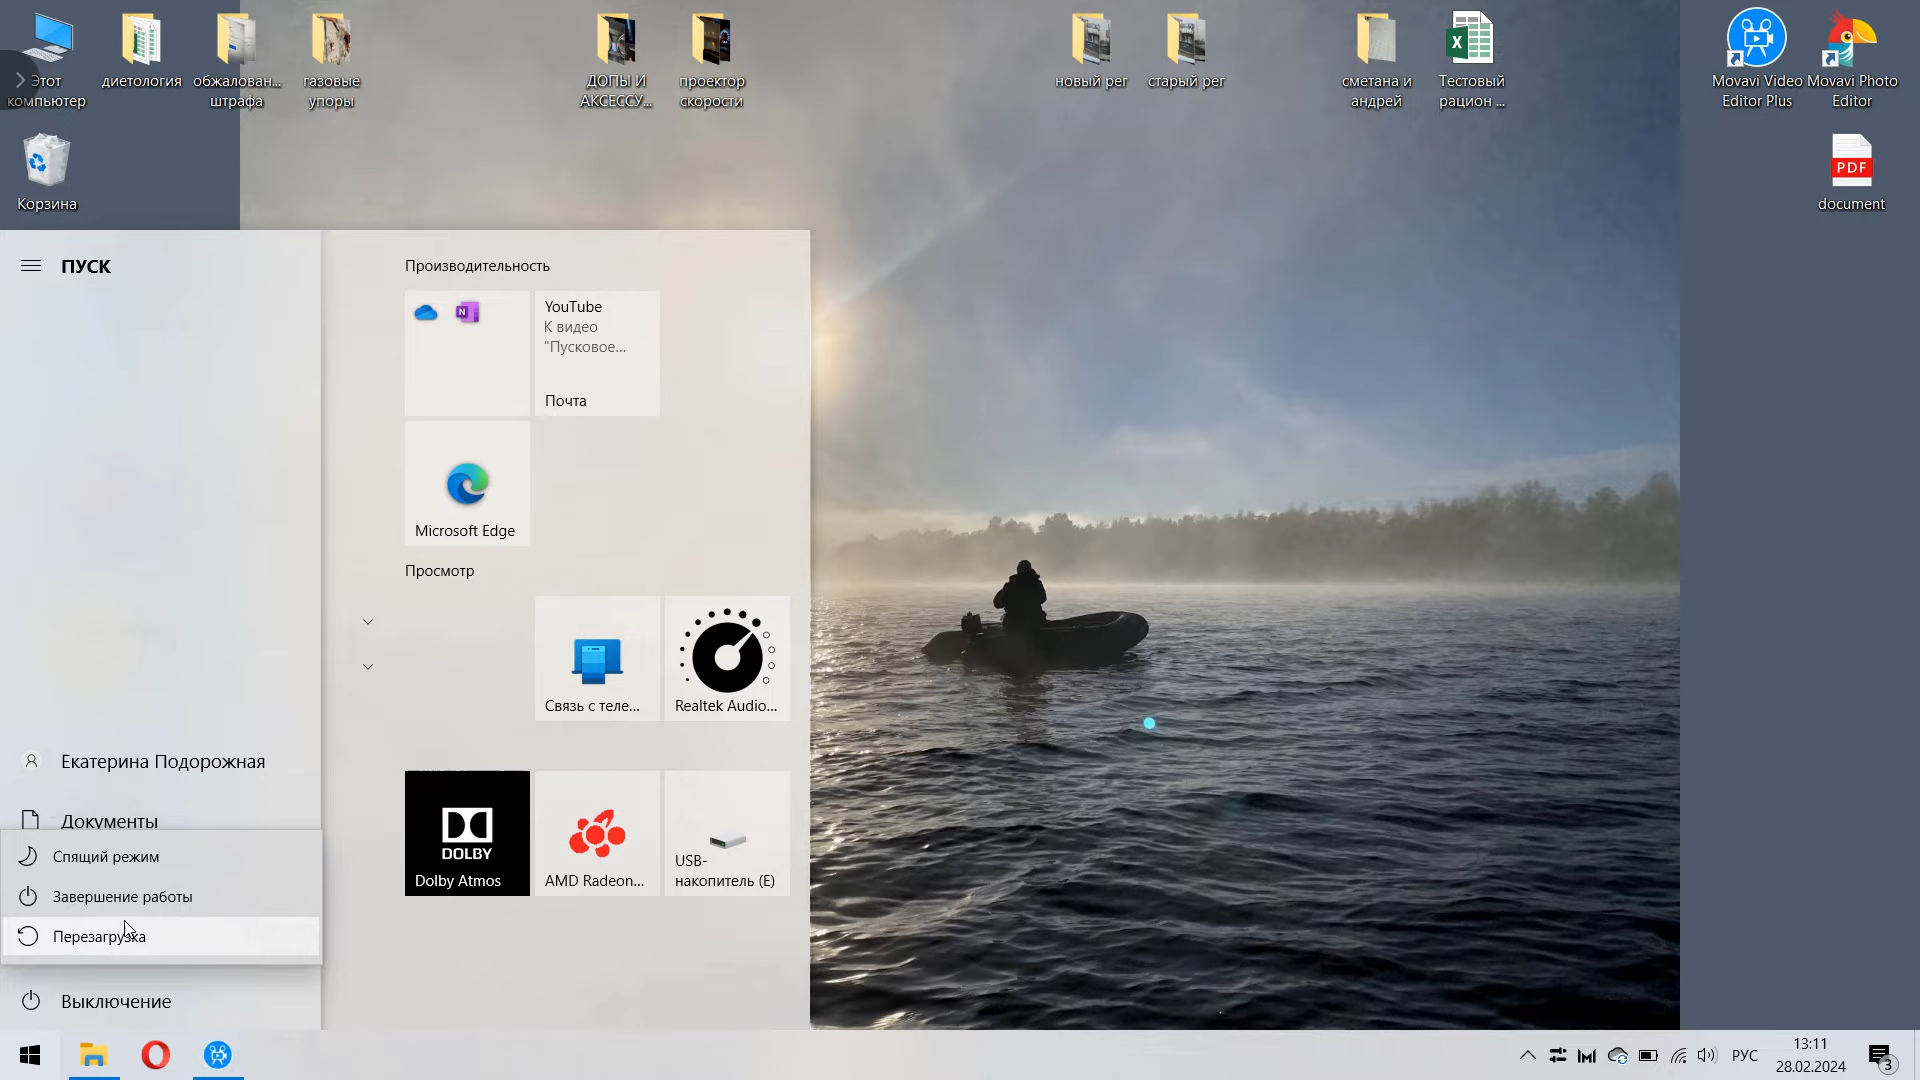 Этот
компьютер
диетология
обжалован...
штрафа
газовые
упоры
ДОПЫ И
АКСЕССУ...
проектор
скорости
новый рег
старый рег
сметана и
андрей
Тестовый
рацион ...
Movavi Video
Editor Plus
Movavi Photo
Editor
Корзина
PDF
document
ПУСК
Производительность
N
YouTube
К видео
"Пусковое...
Почта
Microsoft Edge
Просмотр
Связь с теле...
Realtek Audio...
Екатерина Подорожная
Документы
DOLBY
Dolby Atmos
AMD Radeon...
USB-
накопитель (E)
Спящий режим
Завершение работы
Перезагрузка
Выключение
РУС
13:11
28.02.2024
3